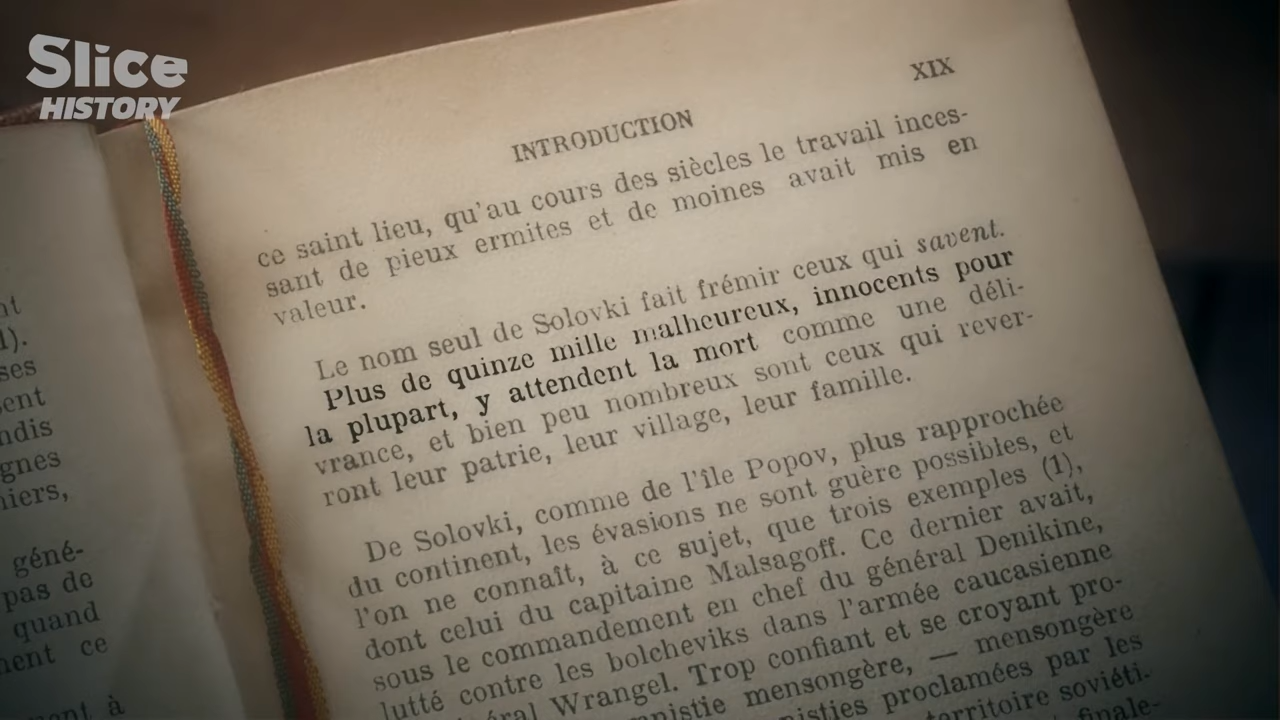 Slice
HISTORY
XIX
INTRODUCTION
ce saint lieu, qu'au cours des siècles le travail inces-
sant de pieux ermites et de moines avait mis en
valeur.
Le nom seul de Solovki fait frémir ceux qui savent.
Plus de quinze mille malheureux, innocents pour
la plupart, y attendent la mort comme une déli-
vrance, et bien peu nombreux sont ceux qui rever-
ront leur patrie, leur village, leur famille.
De Solovki, comme de l'île Popov, plus rapprochée
du continent, les évasions ne sont guère possibles, et
l'on ne connaît, à ce sujet, que trois exemples (1),
dont celui du capitaine Malsagoff. Ce dernier avait,
sous le commandement en chef du général Denikine,
lutté contre les bolcheviks dans l'armée caucasienne
Wrangel. Trop confiant et se croyant pro-
mensongère, — mensongère
proclamées par les
territoire soviéti-
finale-
géné-
pas de
quand
ce
à